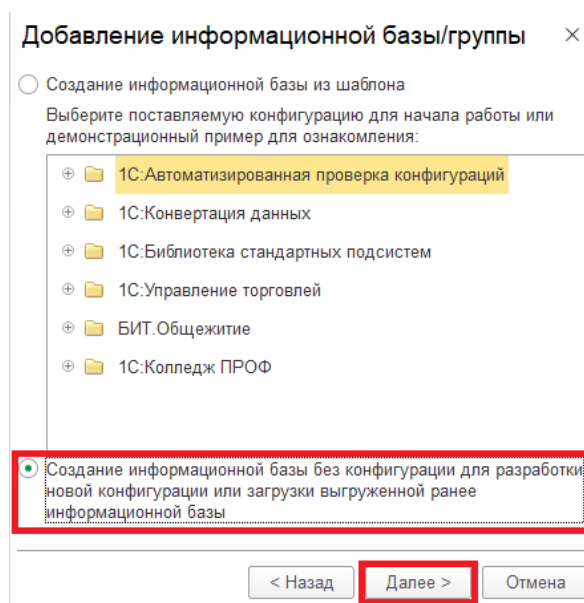 Добавление информационной базы/группы
Создание информационной базы из шаблона
Выберите поставляемую конфигурацию для начала работы или
демонстрационный пример для ознакомления:
1С:Автоматизированная проверка конфигураций
1С:Конвертация данных
1С:Библиотека стандартных подсистем
1С:Управление торговлей
БИТ.Общежитие
1С:Колледж ПРОФ
Создание информационной базы без конфигурации для разработки
новой конфигурации или загрузки выгруженной ранее
информационной базы
< Назад Далее > Отмена